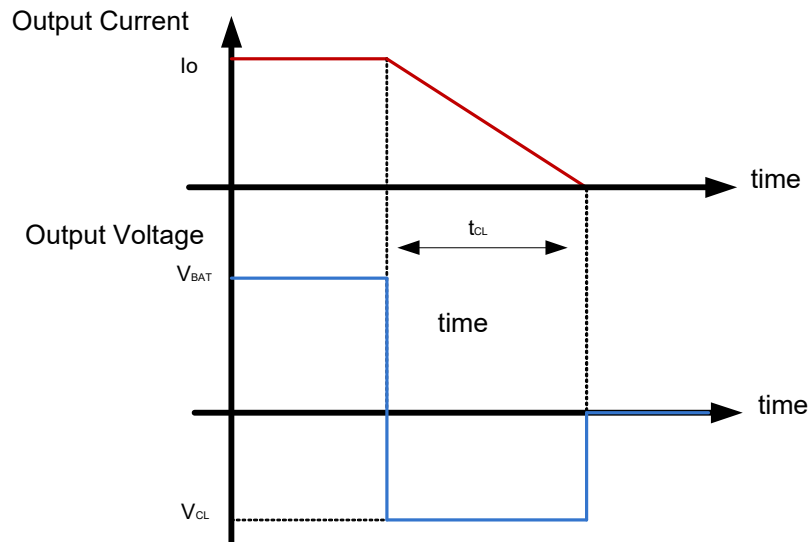 Output Current
Io
time
Output Voltage
tCL
VBAT
time
time
VCL